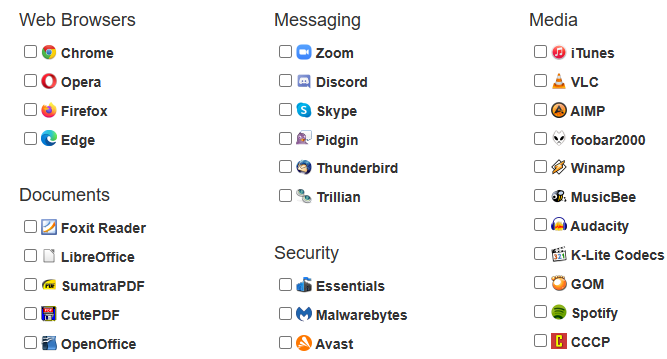 Web Browsers
Chrome
Opera
Firefox
Edge
Documents
Foxit Reader
LibreOffice
SumatraPDF
CutePDF
OpenOffice
Messaging
Zoom
Discord
Skype
Pidgin
Thunderbird
Trillian
Security
Essentials
Malwarebytes
Avast
Media
iTunes
VLC
AIMP
foobar2000
Winamp
MusicBee
Audacity
K-Lite Codecs
GOM
Spotify
CCCP